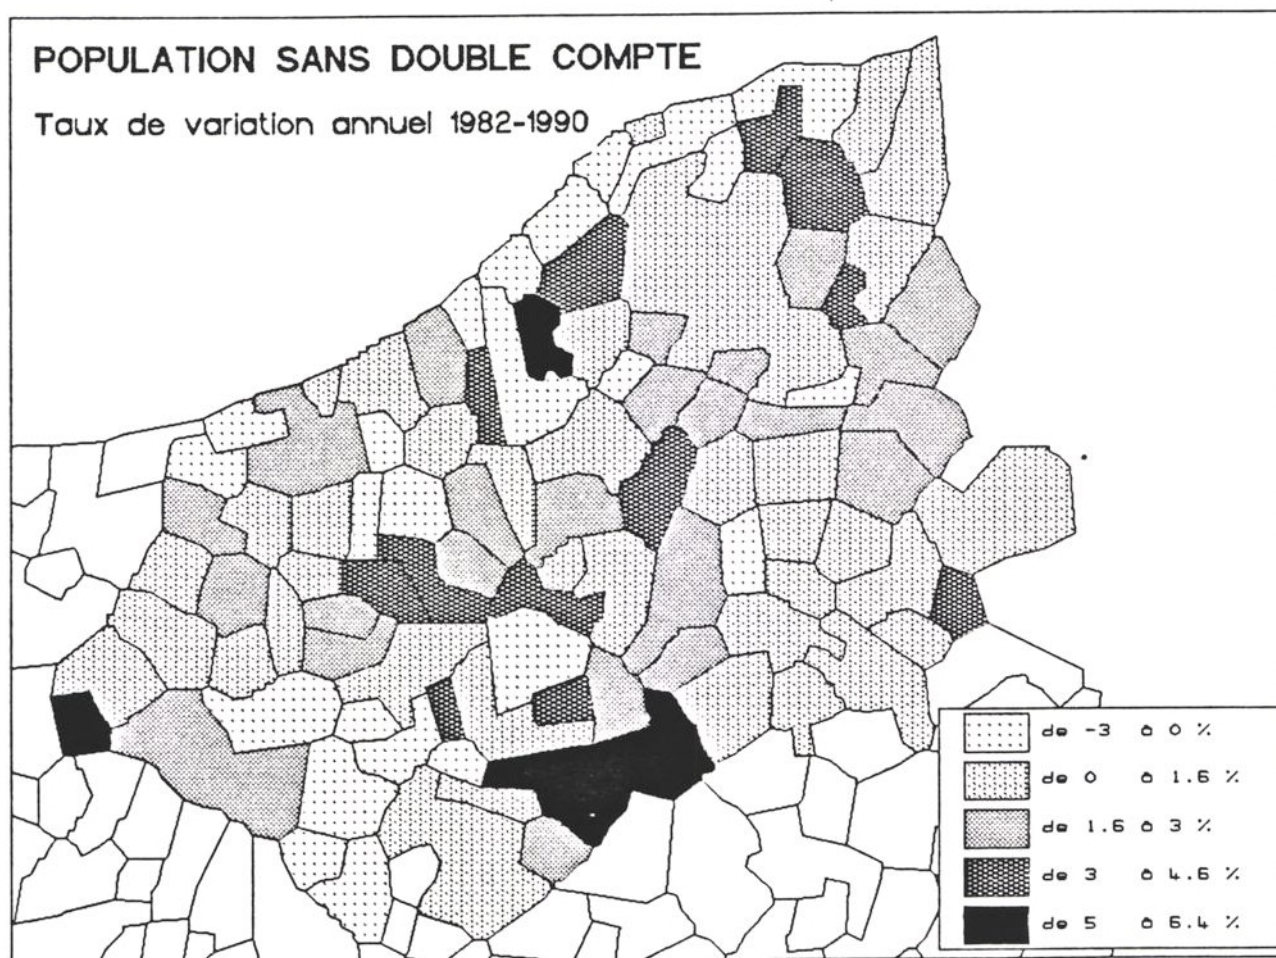 POPULATION SANS DOUBLE COMPTE
Taux de variation annuel 1982-1990
de -3 à 0 %
de 0 à 1.6 %
de 1.6 à 3 %
de 3 à 4.6 %
de 5 à 6.4 %